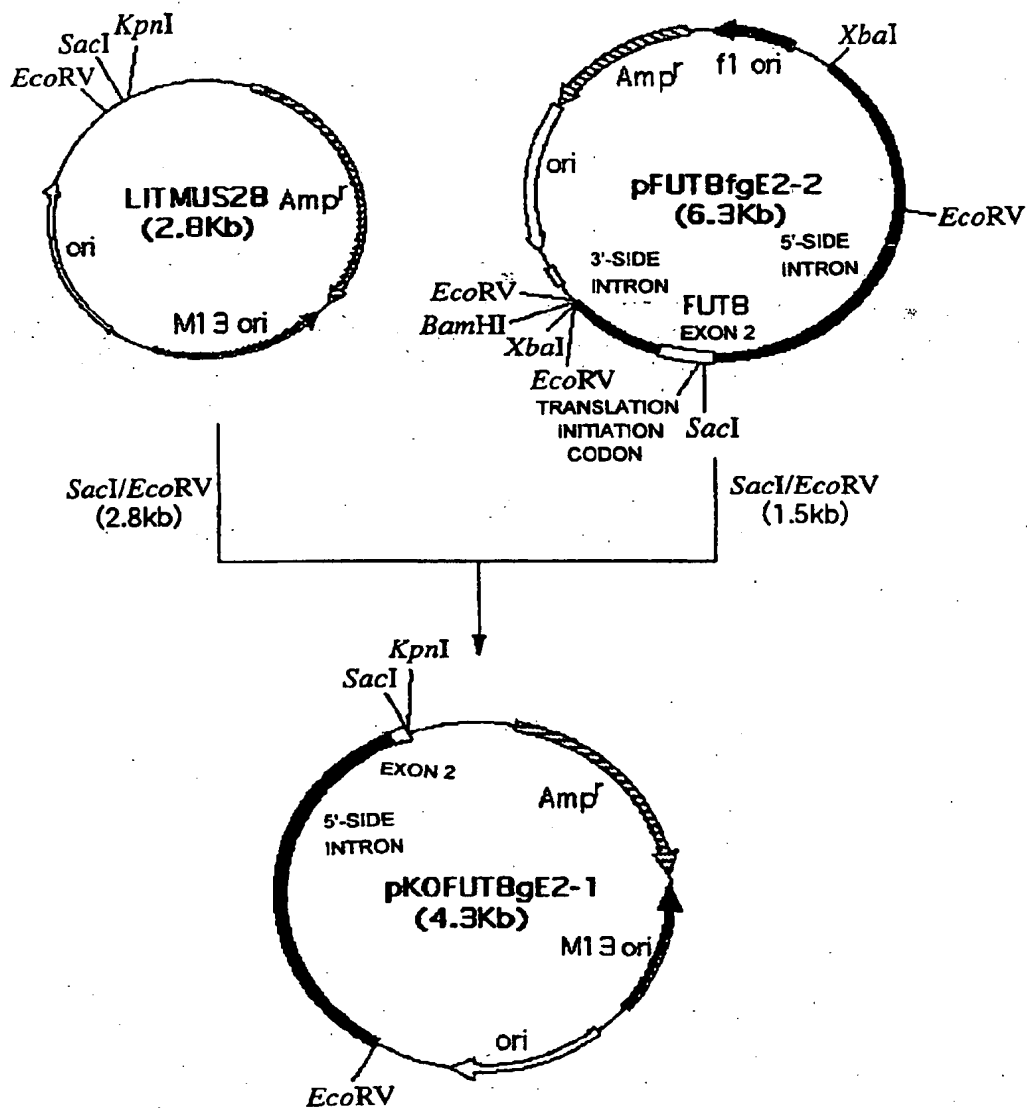 KpnI
SacI
EcoRV
Ampr
LITMUS28
(2.8Kb)
ori
M13 ori
XbaI
f1 ori
Ampr
ori
pFUT8fgE2-2
(6.3Kb)
EcoRV
5'-SIDE
INTRON
3'-SIDE
INTRON
FUT8
EXON 2
EcoRV
BamHI
XbaI
EcoRV
TRANSLATION
INITIATION
CODON
SacI
SacI/EcoRV
(2.8kb)
SacI/EcoRV
(1.5kb)
KpnI
SacI
EXON 2
Ampr
5'-SIDE
INTRON
pKOFUT8gE2-1
(4.3Kb)
M13 ori
ori
EcoRV